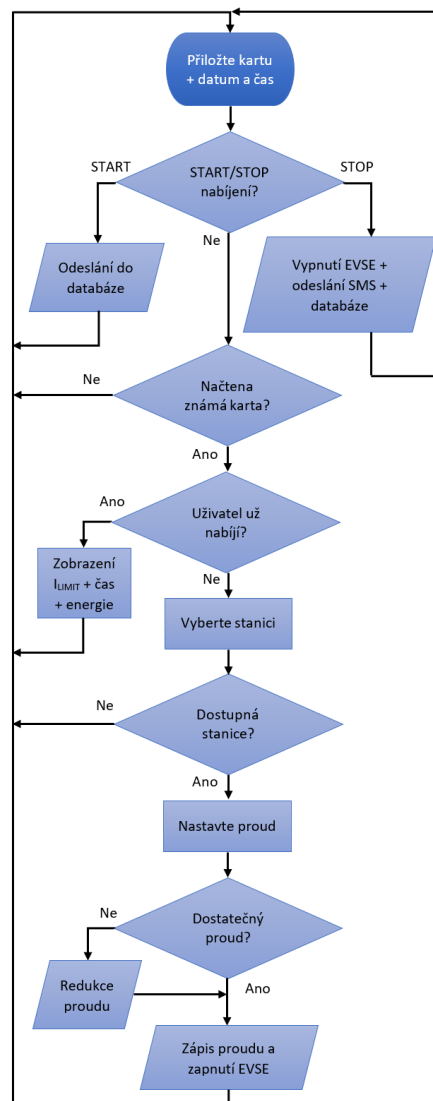 Přiložte kartu
+ datum a čas
START
START/STOP
nabíjení?
STOP
Ne
Odeslání do
databáze
Vypnutí EVSE +
odeslání SMS +
databáze
Ne
Načtena
známá karta?
Ano
Ano
Uživatel už
nabíjí?
Zobrazení
ILIMIT + čas
+ energie
Ne
Vyberte stanici
Ne
Dostupná
stanice?
Ano
Nastavte proud
Ne
Dostatečný
proud?
Redukce
proudu
Ano
Zápis proudu a
zapnutí EVSE